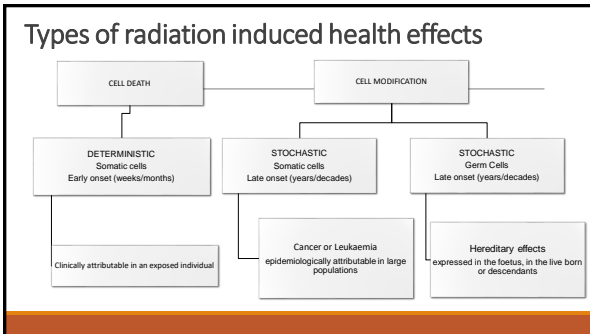 Types of radiation induced health effects
CELL DEATH
CELL MODIFICATION
DETERMINISTIC
Somatic cells
Early onset (weeks/months)
STOCHASTIC
Somatic cells
Late onset (years/decades)
STOCHASTIC
Germ Cells
Late onset (years/decades)
Clinically attributable in an exposed individual
Cancer or Leukaemia
epidemiologically attributable in large
populations
Hereditary effects
expressed in the foetus, in the live born
or descendants